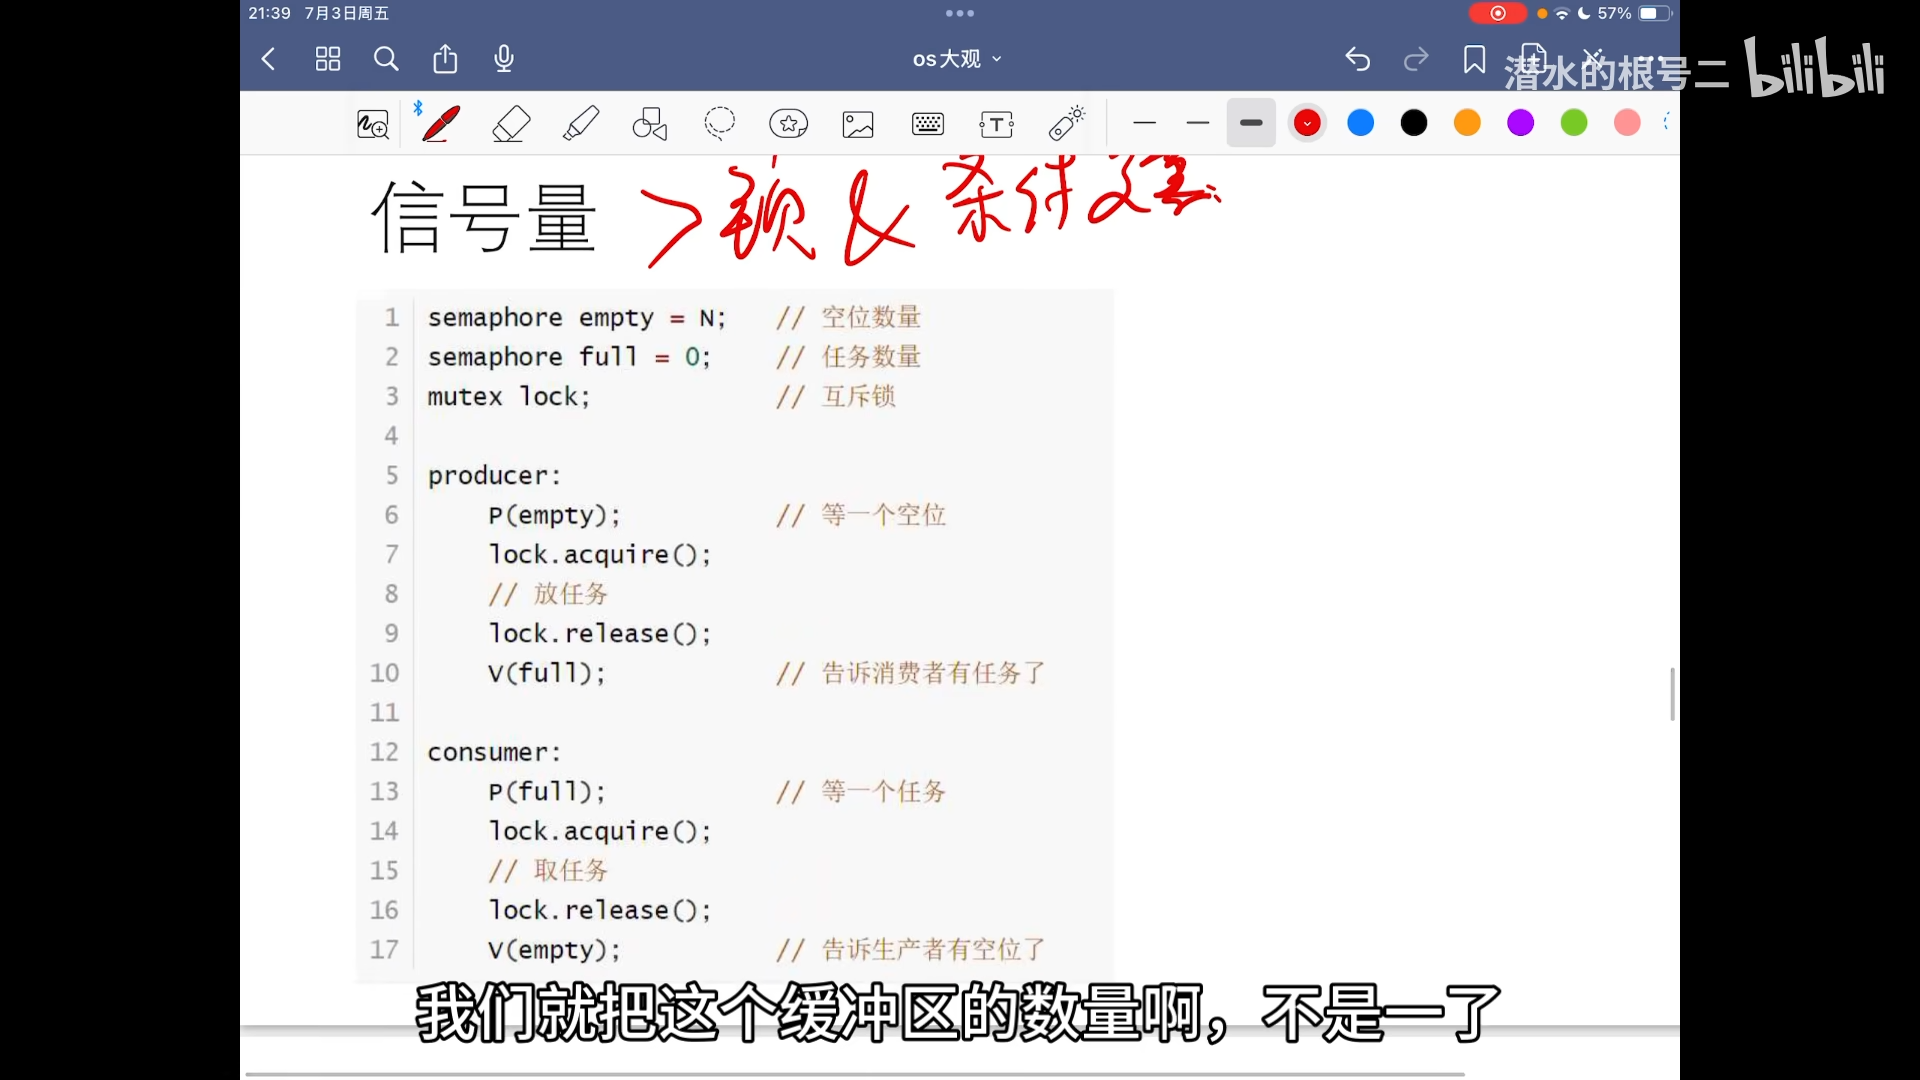 21:39 7月3日周五
57%
os大观
潜水的根号二 bilibili
信号量 > 锁 & 条件变量
1 semaphore empty = N; // 空位数量
2 semaphore full = 0; // 任务数量
3 mutex lock; // 互斥锁
4
5 producer:
6 P(empty); // 等一个空位
7 lock.acquire();
8 // 放任务
9 lock.release();
10 V(full); // 告诉消费者有任务了
11
12 consumer:
13 P(full); // 等一个任务
14 lock.acquire();
15 // 取任务
16 lock.release();
17 V(empty); // 告诉生产者有空位了
我们就把这个缓冲区的数量啊，不是一了